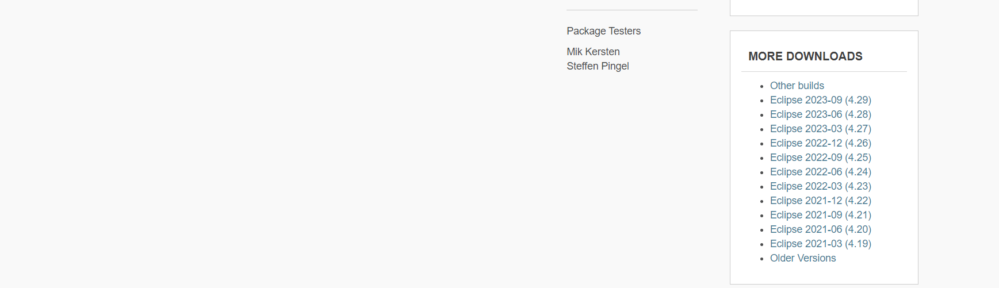 Package Testers
Mik Kersten
Steffen Pingel
MORE DOWNLOADS
Other builds
Eclipse 2023-09 (4.29)
Eclipse 2023-06 (4.28)
Eclipse 2023-03 (4.27)
Eclipse 2022-12 (4.26)
Eclipse 2022-09 (4.25)
Eclipse 2022-06 (4.24)
Eclipse 2022-03 (4.23)
Eclipse 2021-12 (4.22)
Eclipse 2021-09 (4.21)
Eclipse 2021-06 (4.20)
Eclipse 2021-03 (4.19)
Older Versions